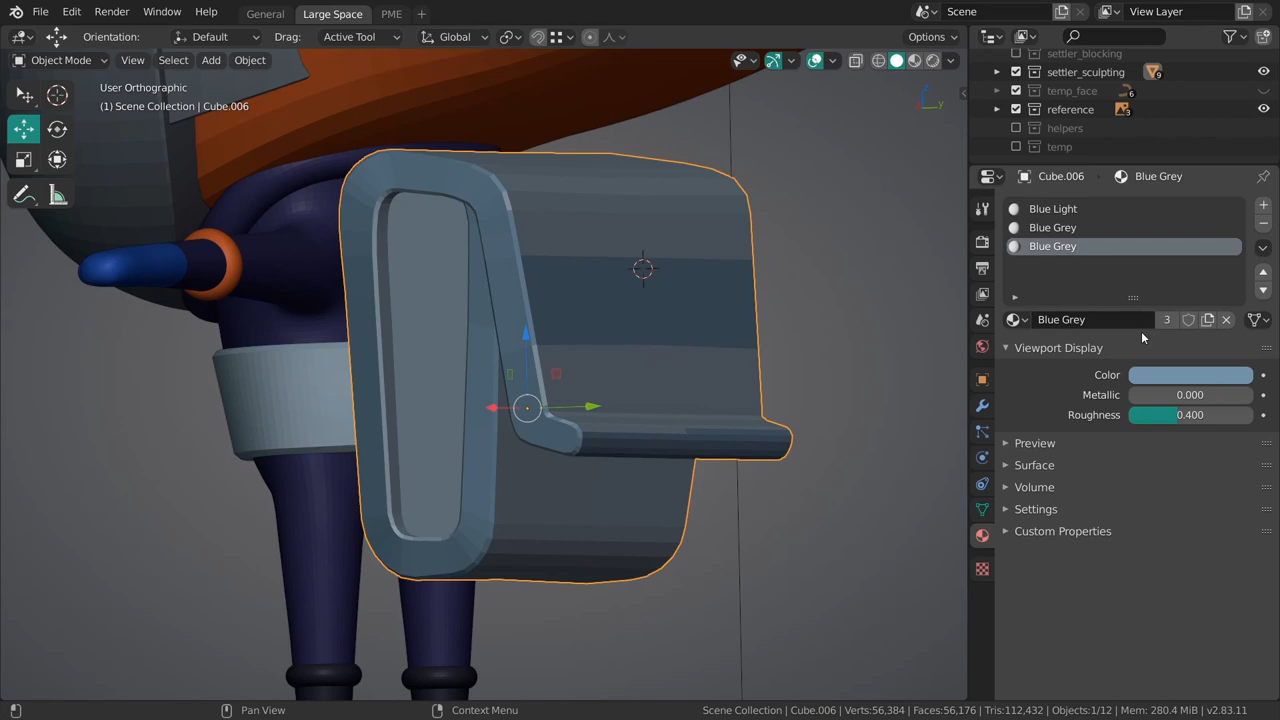 File Edit Render Window Help General Large Space PME Scene View Layer
Orientation: Default Drag: Active Tool Global Options
Object Mode View Select Add Object
User Orthographic
(1) Scene Collection | Cube.006
settler_blocking
settler_sculpting 9
temp_face 6
reference 3
helpers
temp
Cube.006 Blue Grey
Blue Light
Blue Grey
Blue Grey
Blue Grey 3
Viewport Display
Color
Metallic 0.000
Roughness 0.400
Preview
Surface
Volume
Settings
Custom Properties
Pan View Context Menu Scene Collection | Cube.006 | Verts:56,384 | Faces:56,176 | Tris:112,432 | Objects:1/12 | Mem: 280.4 MiB | v2.83.11